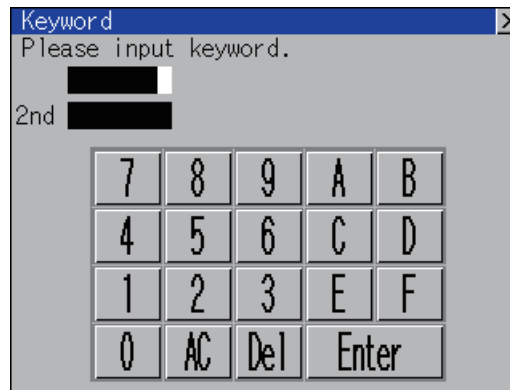 Keyword X
Please input keyword.
2nd
7 8 9 A B
4 5 6 C D
1 2 3 E F
0 AC Del Enter